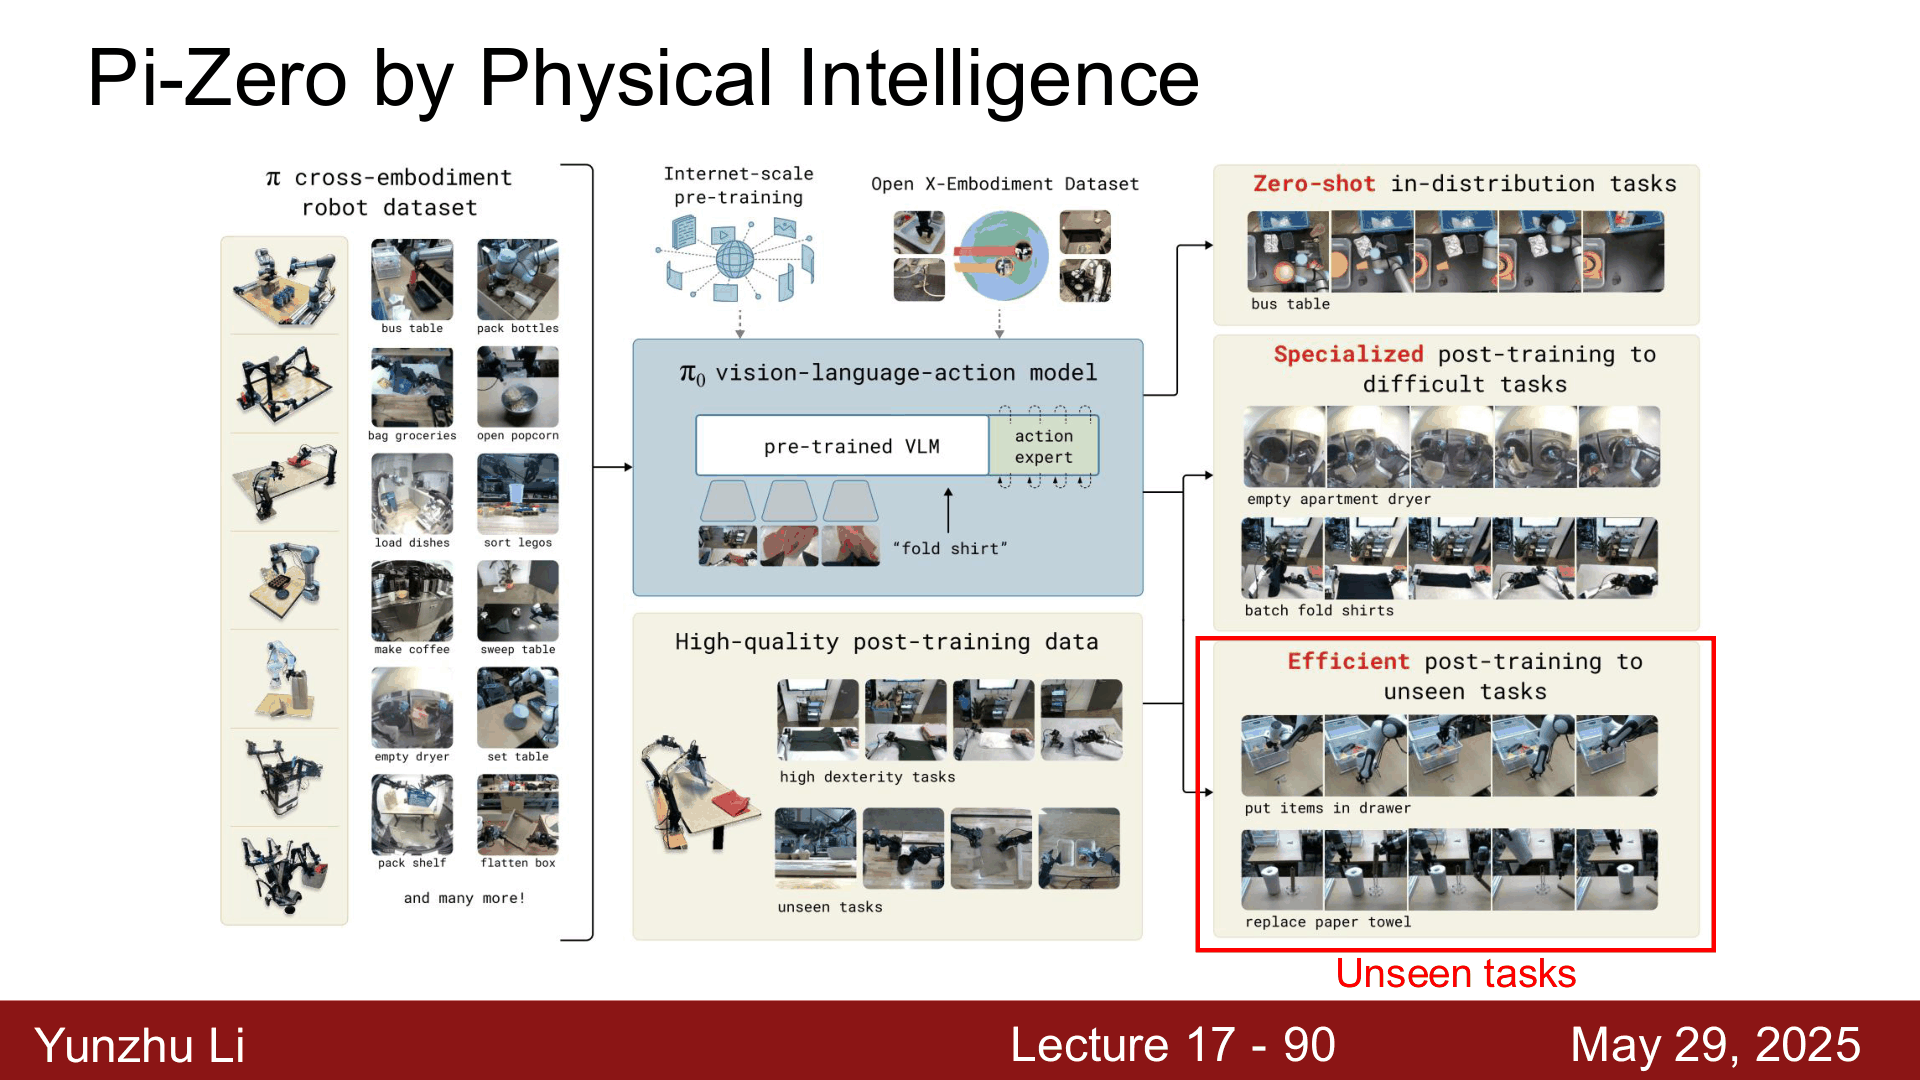 Pi-Zero by Physical Intelligence
π cross-embodiment
robot dataset
bus table
pack bottles
bag groceries
open popcorn
load dishes
sort legos
make coffee
sweep table
empty dryer
set table
pack shelf
flatten box
and many more!
Internet-scale
pre-training
Open X-Embodiment Dataset
π₀ vision-language-action model
pre-trained VLM
action
expert
“fold shirt”
High-quality post-training data
high dexterity tasks
unseen tasks
Zero-shot in-distribution tasks
bus table
Specialized post-training to
difficult tasks
empty apartment dryer
batch fold shirts
Efficient post-training to
unseen tasks
put items in drawer
replace paper towel
Unseen tasks
Yunzhu Li
Lecture 17 - 90
May 29, 2025